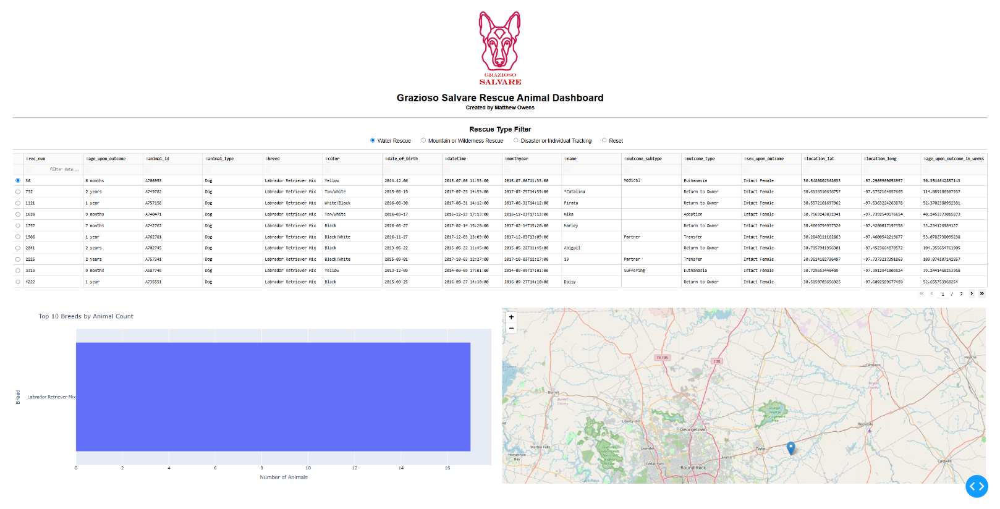 GRAZIOSO
SALVARE
Grazioso Salvare Rescue Animal Dashboard
Created by Matthew Owens
Rescue Type Filter
Water Rescue Mountain or Wilderness Rescue Disaster or Individual Tracking Reset
rec_num age_upon_outcome animal_id animal_type breed color date_of_birth datetime monthyear name outcome_subtype outcome_type sex_upon_outcome location_lat location_long age_upon_outcome_in_weeks
filter data...
36 6 months A706953 Dog Labrador Retriever Mix Yellow 2014-12-06 2015-07-06 11:33:00 2015-07-06T11:33:00 Medical Euthanasia Intact Female 30.5480802368633 -97.2969969058957 30.3544642857143
732 2 years A749782 Dog Labrador Retriever Mix Tan/White 2015-05-19 2017-07-25 14:59:00 2017-07-25T14:59:00 *Catalina Return to Owner Intact Female 30.6138310636757 -97.5752164857665 114.089186507937
1121 1 year A757158 Dog Labrador Retriever Mix White/Black 2016-08-30 2017-08-31 14:12:00 2017-08-31T14:12:00 Pirata Return to Owner Intact Female 30.5572161697962 -97.5363224263878 52.3702380952381
1628 9 months A740471 Dog Labrador Retriever Mix Tan/White 2016-03-17 2016-12-23 17:13:00 2016-12-23T17:13:00 Mika Adoption Intact Female 30.7569243032341 -97.7392549176654 40.2453373015873
1757 7 months A742767 Dog Labrador Retriever Mix Black 2016-06-27 2017-02-14 15:20:00 2017-02-14T15:20:00 Marley Return to Owner Intact Female 30.4869754937324 -97.4280017197358 33.234126984127
1988 1 year A762781 Dog Labrador Retriever Mix Black/White 2016-11-27 2017-12-03 13:09:00 2017-12-03T13:09:00 Partner Transfer Intact Female 30.2840111162863 -97.4600542219677 53.0782738095238
2041 2 years A702745 Dog Labrador Retriever Mix Black 2013-05-22 2015-05-22 11:45:00 2015-05-22T11:45:00 Abigail Return to Owner Intact Female 30.7157941956301 -97.4523664870572 104.355654761905
2225 2 years A757341 Dog Labrador Retriever Mix Black/White 2015-09-01 2017-10-03 12:27:00 2017-10-03T12:27:00 19 Partner Transfer Intact Female 30.3814182796497 -97.7373217391863 109.074107142857
3319 9 months A687748 Dog Labrador Retriever Mix Yellow 2013-12-09 2014-09-09 17:01:00 2014-09-09T17:01:00 Suffering Euthanasia Intact Female 30.729653440489 -97.3912941009824 39.2441468253968
4222 1 year A735551 Dog Labrador Retriever Mix Black 2015-09-25 2016-09-27 14:10:00 2016-09-27T14:10:00 Daisy Return to Owner Intact Female 30.5150703656925 -97.6092589677489 52.655753968254
« ‹ 1 / 2 › »
Top 10 Breeds by Animal Count
Breed
Labrador Retriever Mix
0 2 4 6 8 10 12 14 16
Number of Animals
+
−
TX 195
I 35
Hearne
Cameron
Milam
County
Burnet
Burnet
County
Granger
Wildlife
Management
Area
Liberty Hill
Williamson
County
Georgetown
Rockdale
Marble Falls
Leander
Taylor
Horseshoe
Bay
Hutto
Cedar Park
Round Rock
Caldwell